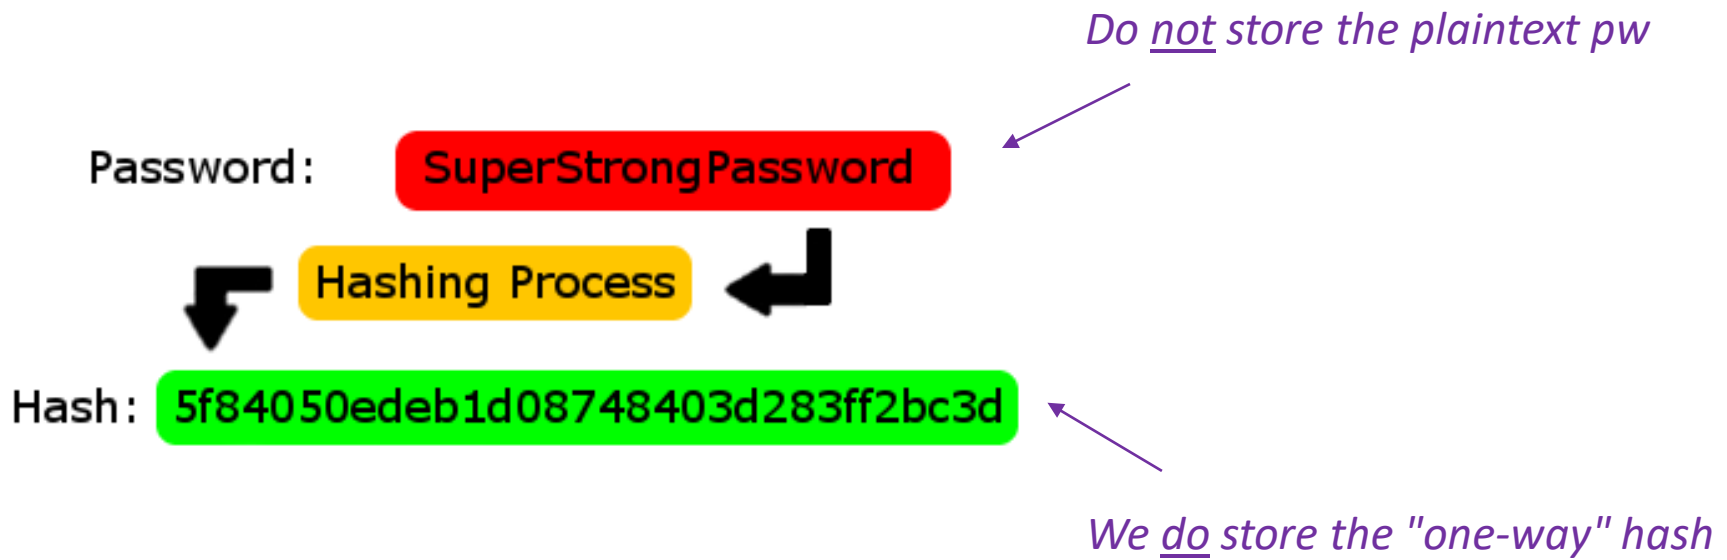 Do not store the plaintext pw
Password: SuperStrongPassword
Hashing Process
Hash: 5f84050edeb1d08748403d283ff2bc3d
We do store the "one-way" hash